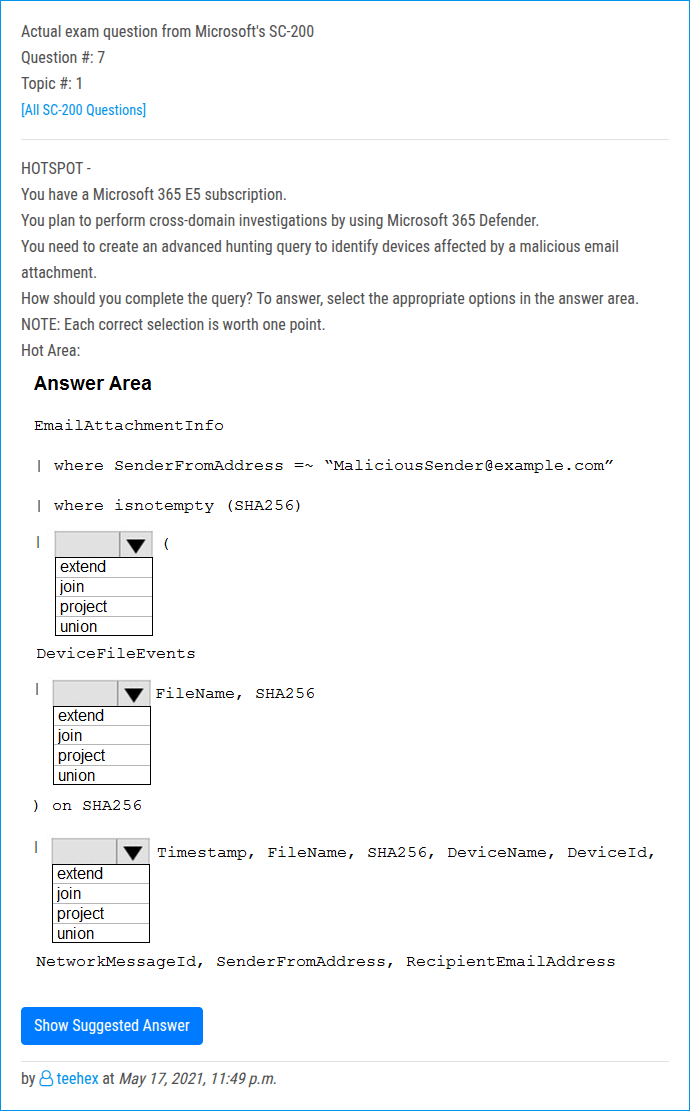 Actual exam question from Microsoft's SC-200
Question #: 7
Topic #: 1
[All SC-200 Questions]
HOTSPOT -
You have a Microsoft 365 E5 subscription.
You plan to perform cross-domain investigations by using Microsoft 365 Defender.
You need to create an advanced hunting query to identify devices affected by a malicious email
attachment.
How should you complete the query? To answer, select the appropriate options in the answer area.
NOTE: Each correct selection is worth one point.
Hot Area:
Answer Area
EmailAttachmentInfo
| where SenderFromAddress =~ “MaliciousSender@example.com”
| where isnotempty (SHA256)
| (
extend
join
project
union
DeviceFileEvents
| FileName, SHA256
extend
join
project
union
) on SHA256
| Timestamp, FileName, SHA256, DeviceName, DeviceId,
extend
join
project
union
NetworkMessageId, SenderFromAddress, RecipientEmailAddress
Show Suggested Answer
by teehex at May 17, 2021, 11:49 p.m.